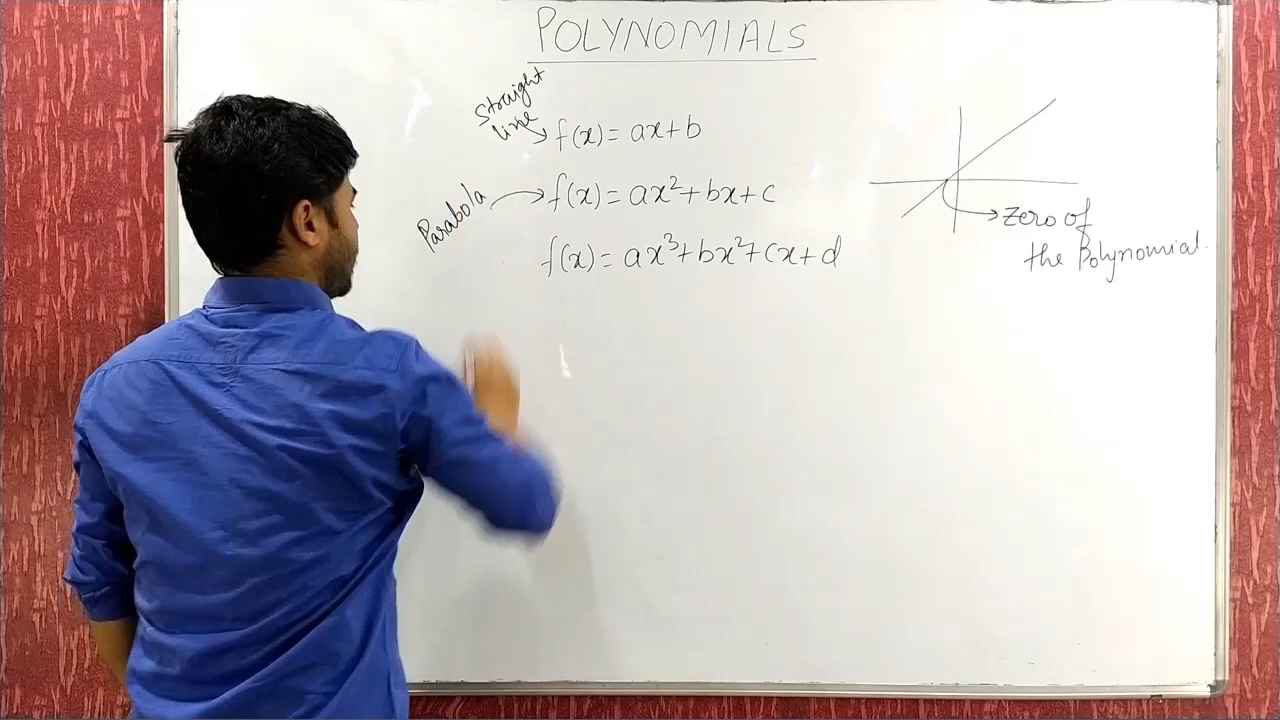 POLYNOMIALS
Straight
line
f(x) = ax+b
Parabola
f(x) = ax²+bx+c
f(x) = ax³+bx²+cx+d
Zero of
the Polynomial.